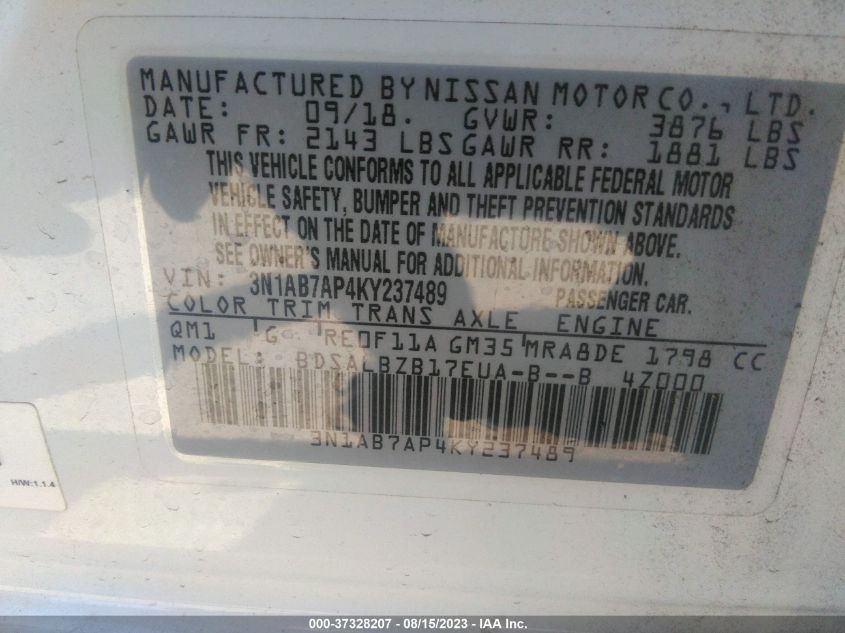 MANUFACTURED BY NISSAN MOTOR CO., LTD.
DATE: 09/18. GVWR: 3876 LBS
GAWR FR: 2143 LBS GAWR RR: 1881 LBS
THIS VEHICLE CONFORMS TO ALL APPLICABLE FEDERAL MOTOR
VEHICLE SAFETY, BUMPER AND THEFT PREVENTION STANDARDS
IN EFFECT ON THE DATE OF MANUFACTURE SHOWN ABOVE.
SEE OWNER'S MANUAL FOR ADDITIONAL INFORMATION.
VIN: 3N1AB7AP4KY237489 PASSENGER CAR.
COLOR TRIM TRANS AXLE ENGINE
QM1 G RE0F11A GM35 MRA8DE 1798 CC
MODEL: BDSALBZB17EUA-B--B 4Z000
3N1AB7AP4KY237489
H/W:1.1.4
000-37328207 - 08/15/2023 - IAA Inc.